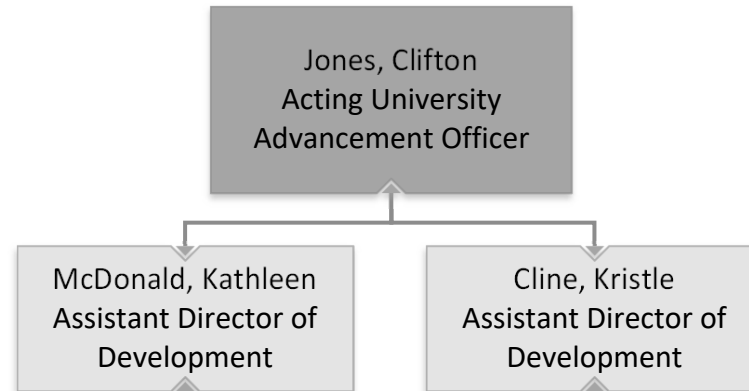 Jones, Clifton
Acting University
Advancement Officer
McDonald, Kathleen
Assistant Director of
Development
Cline, Kristle
Assistant Director of
Development